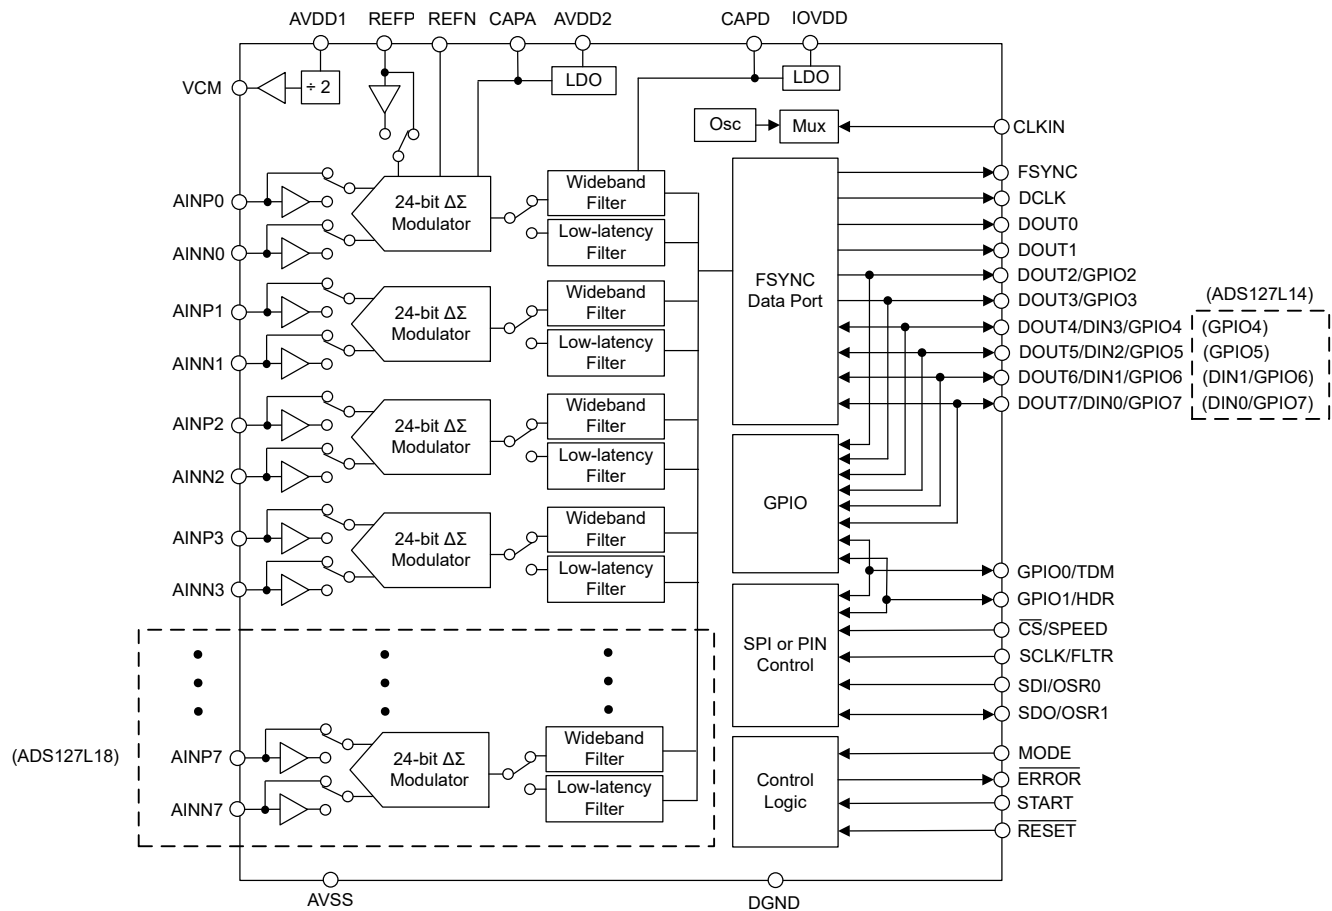 AVDD1 REFP REFN CAPA AVDD2 CAPD IOVDD
VCM
÷ 2
LDO
LDO
Osc
Mux
CLKIN
AINP0
AINN0
24-bit ΔΣ
Modulator
Wideband
Filter
Low-latency
Filter
AINP1
AINN1
24-bit ΔΣ
Modulator
Wideband
Filter
Low-latency
Filter
AINP2
AINN2
24-bit ΔΣ
Modulator
Wideband
Filter
Low-latency
Filter
AINP3
AINN3
24-bit ΔΣ
Modulator
Wideband
Filter
Low-latency
Filter
(ADS127L18)
AINP7
AINN7
24-bit ΔΣ
Modulator
Wideband
Filter
Low-latency
Filter
FSYNC
Data Port
GPIO
SPI or PIN
Control
Control
Logic
FSYNC
DCLK
DOUT0
DOUT1
DOUT2/GPIO2
DOUT3/GPIO3
DOUT4/DIN3/GPIO4
DOUT5/DIN2/GPIO5
DOUT6/DIN1/GPIO6
DOUT7/DIN0/GPIO7
(ADS127L14)
(GPIO4)
(GPIO5)
(DIN1/GPIO6)
(DIN0/GPIO7)
GPIO0/TDM
GPIO1/HDR
C̅S̅/SPEED
SCLK/FLTR
SDI/OSR0
SDO/OSR1
MODE
E̅R̅R̅O̅R̅
START
R̅E̅S̅E̅T̅
AVSS
DGND